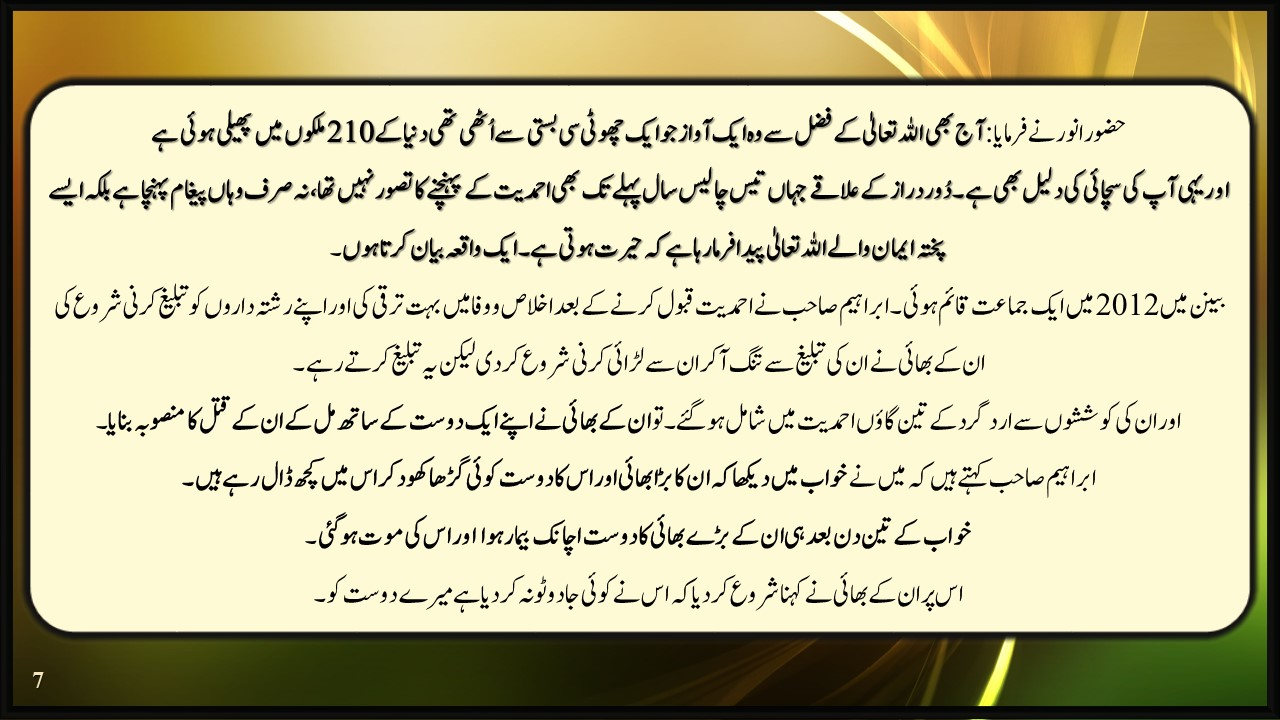 حضور انور نے فرمایا: آج بھی اللہ تعالیٰ کے فضل سے وہ ایک آواز جو ایک چھوٹی سی بستی سے اُٹھی تھی دنیا کے 210 ملکوں میں پھیلی ہوئی ہے
اور یہی آپ کی سچائی کی دلیل بھی ہے۔ دُور دراز کے علاقے جہاں تیس چالیس سال پہلے تک بھی احمدیت کے پہنچنے کا تصور نہیں تھا، نہ صرف وہاں پیغام پہنچا ہے بلکہ ایسے
پختہ ایمان والے اللہ تعالیٰ پیدا فرما رہا ہے کہ حیرت ہوتی ہے۔ ایک واقعہ بیان کرتا ہوں۔
بینن میں 2012 میں ایک جماعت قائم ہوئی۔ ابراہیم صاحب نے احمدیت قبول کرنے کے بعد اخلاص و وفا میں بہت ترقی کی اور اپنے رشتہ داروں کو تبلیغ کرنی شروع کی
ان کے بھائی نے ان کی تبلیغ سے تنگ آکر ان سے لڑائی کرنی شروع کردی لیکن یہ تبلیغ کرتے رہے۔
اور ان کی کوششوں سے ارد گرد کے تین گاؤں احمدیت میں شامل ہوگئے۔ تو ان کے بھائی نے اپنے ایک دوست کے ساتھ مل کے ان کے قتل کا منصوبہ بنایا۔
ابراہیم صاحب کہتے ہیں کہ میں نے خواب میں دیکھا کہ ان کا بڑا بھائی اور اس کا دوست کوئی گڑھا کھود کر اس میں کچھ ڈال رہے ہیں۔
خواب کے تین دن بعد ہی ان کے بڑے بھائی کا دوست اچانک بیمار ہوا اور اس کی موت ہوگئی۔
اس پر ان کے بھائی نے کہنا شروع کردیا کہ اس نے کوئی جادو ٹونہ کر دیا ہے میرے دوست کو۔
7